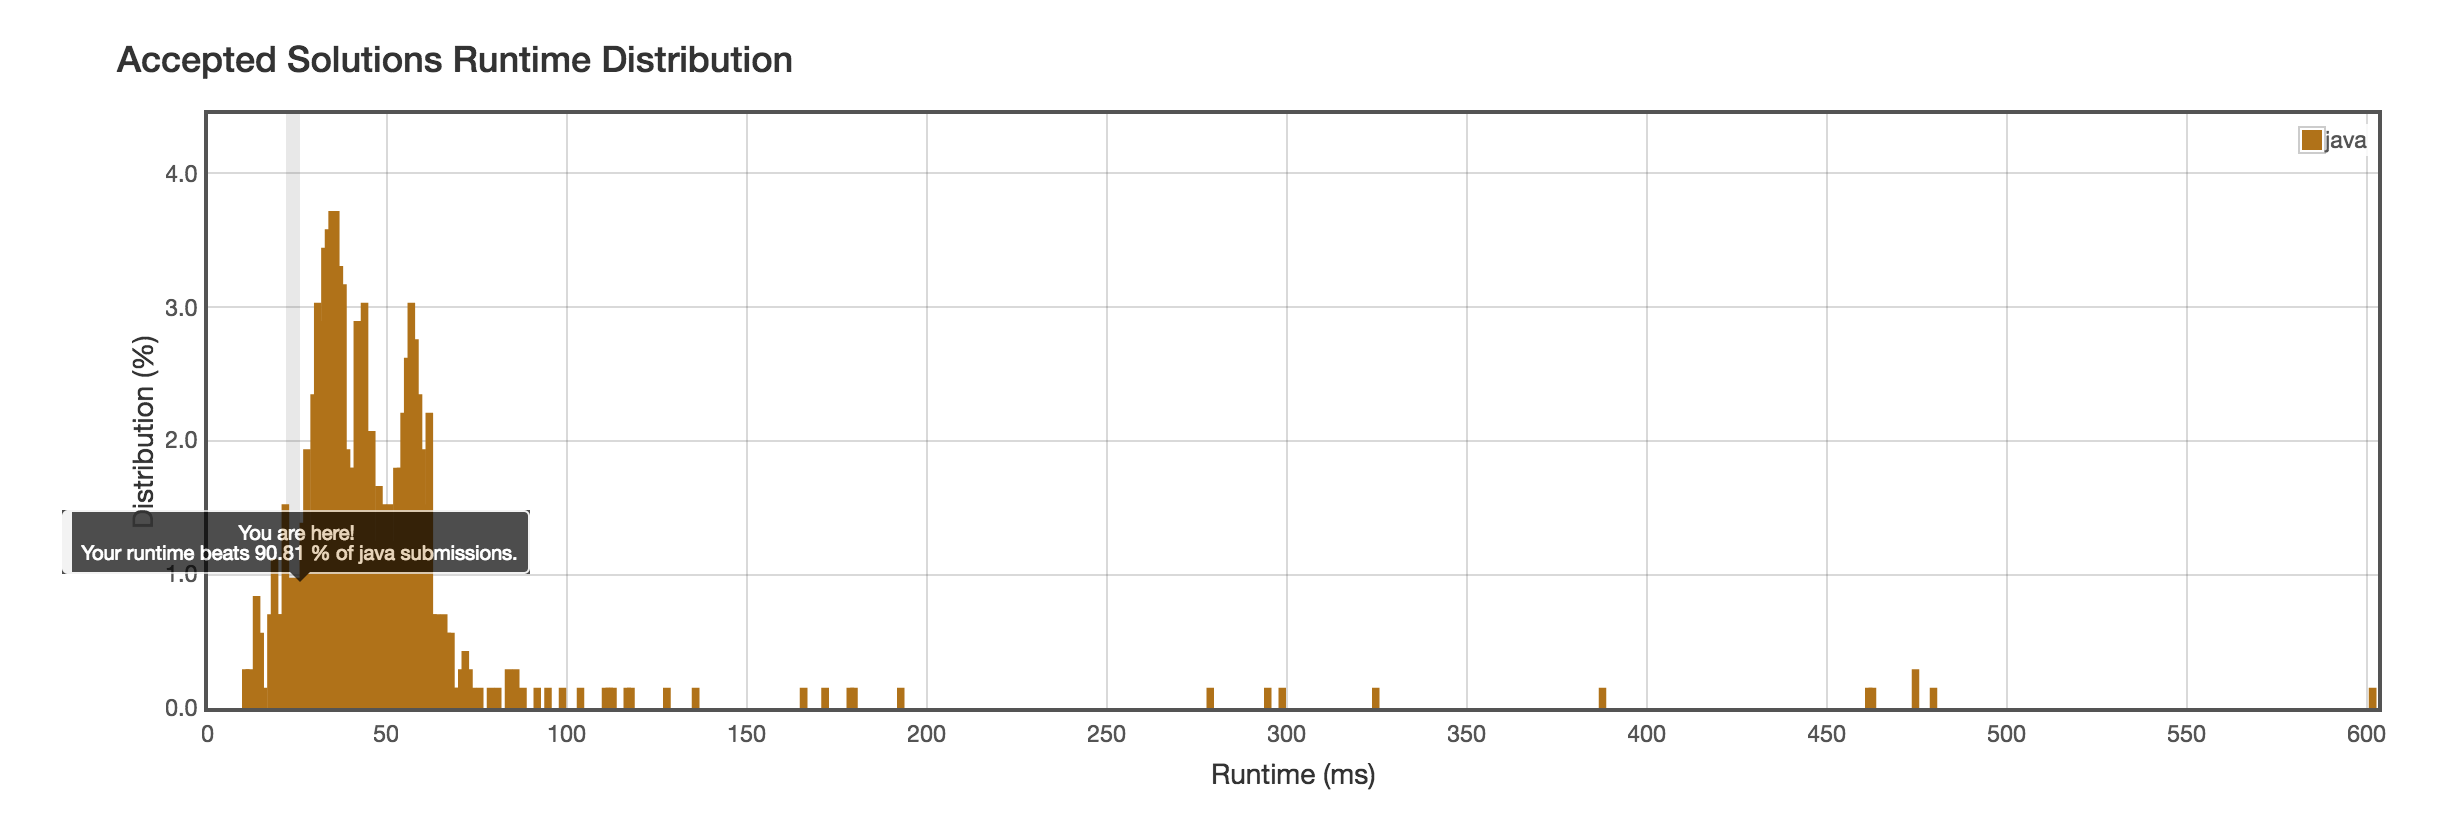 Accepted Solutions Runtime Distribution
java
4.0
3.0
2.0
1.0
0.0
Distribution (%)
You are here!
Your runtime beats 90.81 % of java submissions.
0 50 100 150 200 250 300 350 400 450 500 550 600
Runtime (ms)